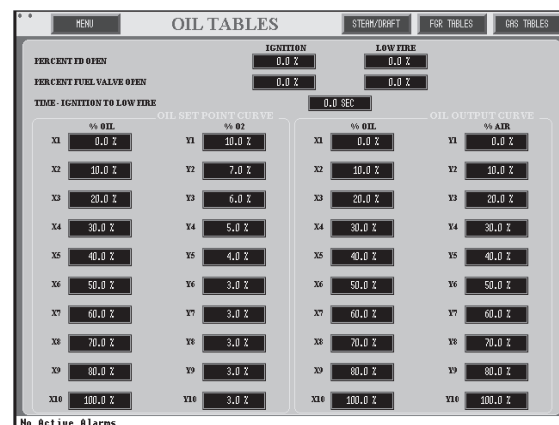 MENU OIL TABLES STEAM/DRAFT FGR TABLES GAS TABLES
IGNITION LOW FIRE
PERCENT FD OPEN 0.0 % 0.0 %
PERCENT FUEL VALVE OPEN 0.0 % 0.0 %
TIME - IGNITION TO LOW FIRE 0.0 SEC
OIL SET POINT CURVE OIL OUTPUT CURVE
% OIL % O2 % OIL % AIR
X1 0.0 % Y1 10.0 % X1 0.0 % Y1 0.0 %
X2 10.0 % Y2 7.0 % X2 10.0 % Y2 10.0 %
X3 20.0 % Y3 6.0 % X3 20.0 % Y3 20.0 %
X4 30.0 % Y4 5.0 % X4 30.0 % Y4 30.0 %
X5 40.0 % Y5 4.0 % X5 40.0 % Y5 40.0 %
X6 50.0 % Y6 3.0 % X6 50.0 % Y6 50.0 %
X7 60.0 % Y7 3.0 % X7 60.0 % Y7 60.0 %
X8 70.0 % Y8 3.0 % X8 70.0 % Y8 70.0 %
X9 80.0 % Y9 3.0 % X9 80.0 % Y9 80.0 %
X10 100.0 % Y10 3.0 % X10 100.0 % Y10 100.0 %
No Active Alarms